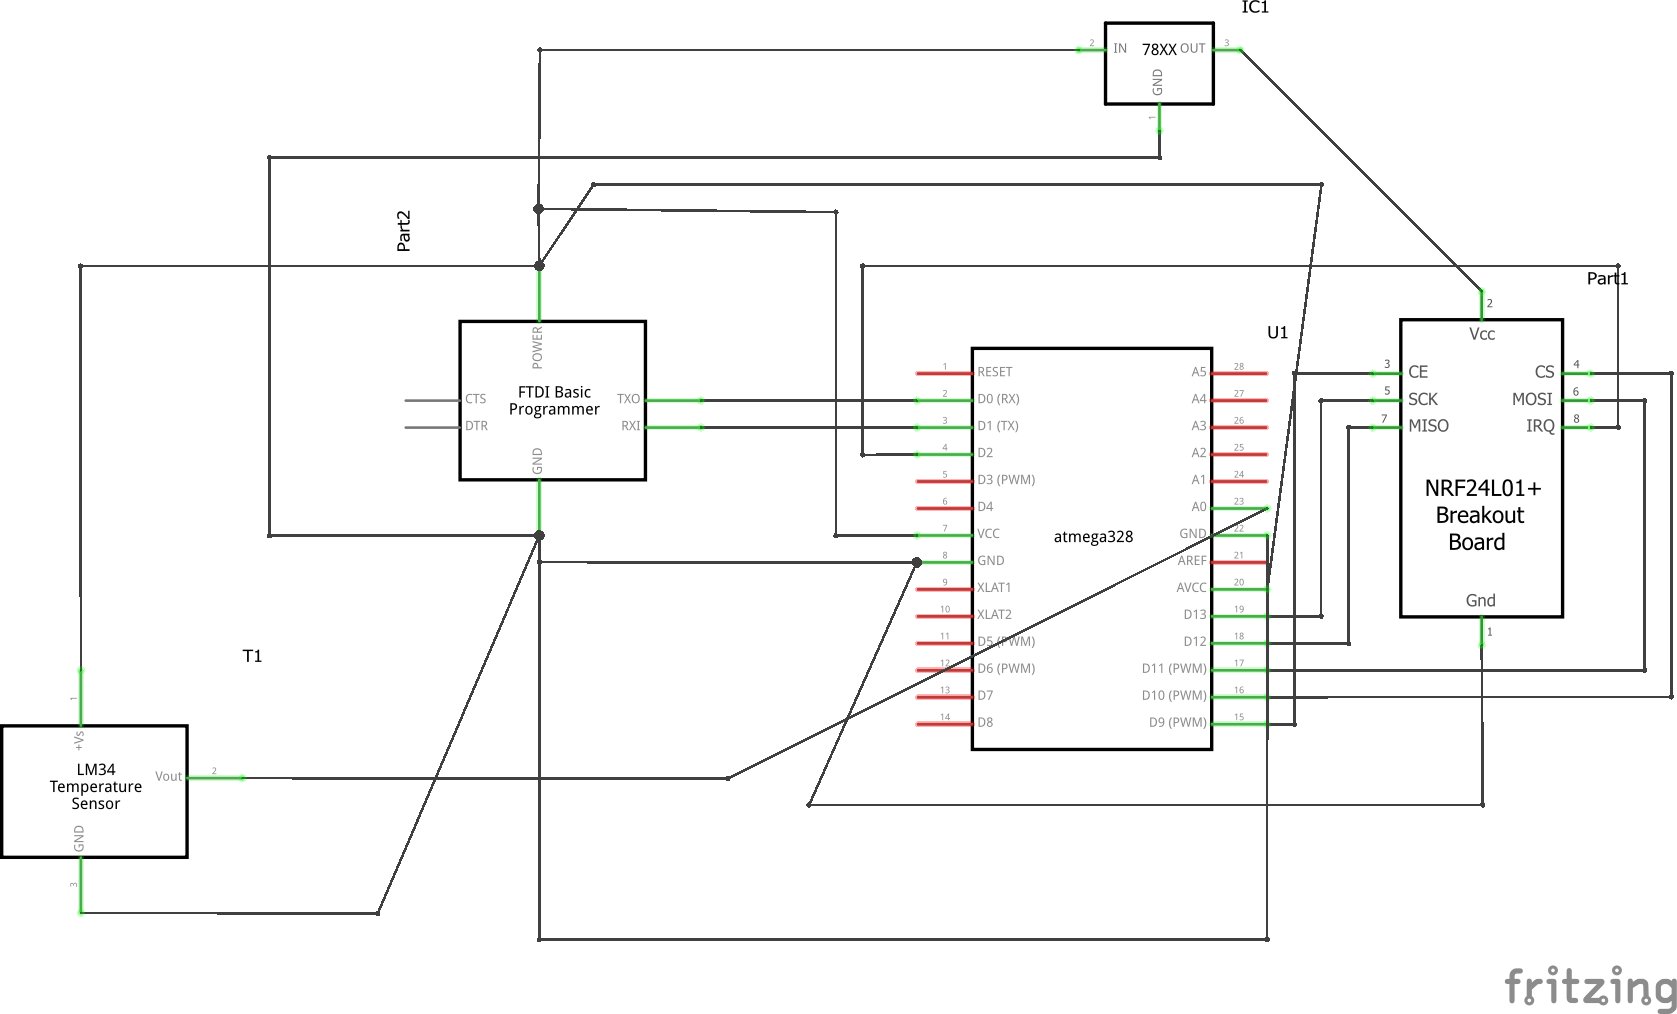 IC1
2
IN
78XX
OUT
3
GND
1
Part2
POWER
FTDI Basic
Programmer
CTS
DTR
TXO
RXI
GND
Part1
U1
1
RESET
2
D0 (RX)
3
D1 (TX)
4
D2
5
D3 (PWM)
6
D4
7
VCC
8
GND
9
XLAT1
10
XLAT2
11
D5 (PWM)
12
D6 (PWM)
13
D7
14
D8
atmega328
A5
28
A4
27
A3
26
A2
25
A1
24
A0
23
GND
22
AREF
21
AVCC
20
D13
19
D12
18
D11 (PWM)
17
D10 (PWM)
16
D9 (PWM)
15
2
Vcc
3
CE
5
SCK
7
MISO
CS
4
MOSI
6
IRQ
8
NRF24L01+
Breakout
Board
Gnd
1
T1
1
+Vs
LM34
Temperature
Sensor
Vout
2
GND
3
fritzing